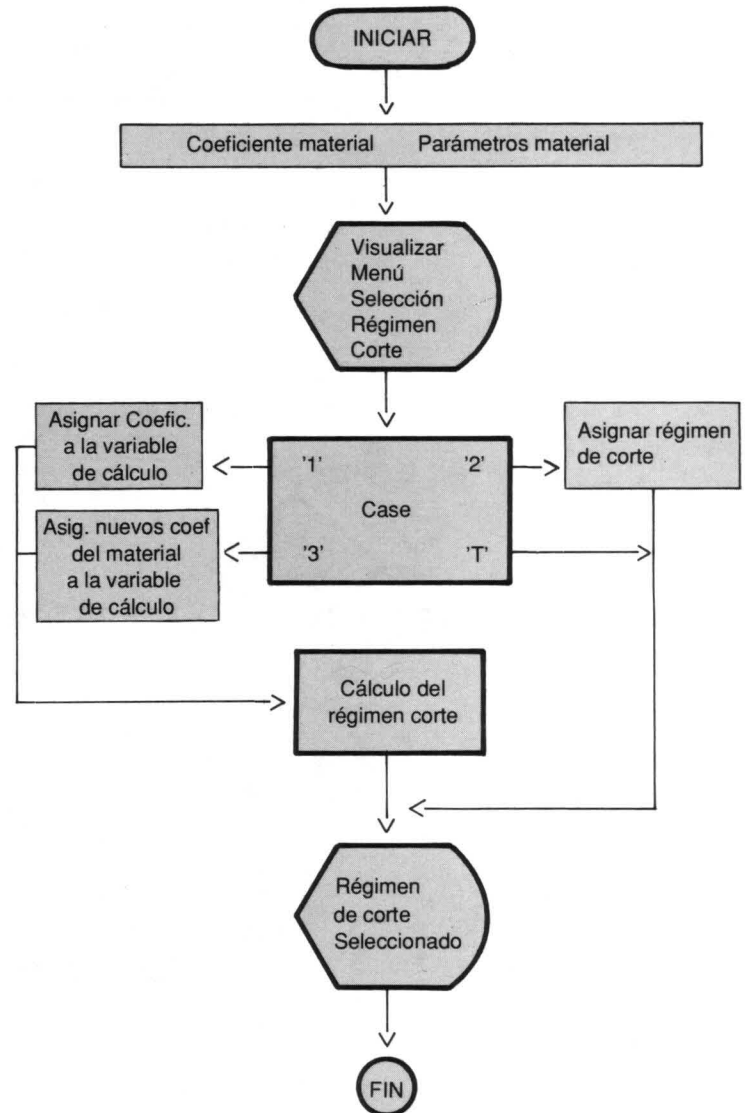 INICIAR
Coeficiente material Parámetros material
Visualizar
Menú
Selección
Régimen
Corte
Asignar Coefic.
a la variable
de cálculo
'1' '2'
Case
'3' 'T'
Asignar régimen
de corte
Asig. nuevos coef
del material
a la variable
de cálculo
Cálculo del
régimen corte
Régimen
de corte
Seleccionado
FIN